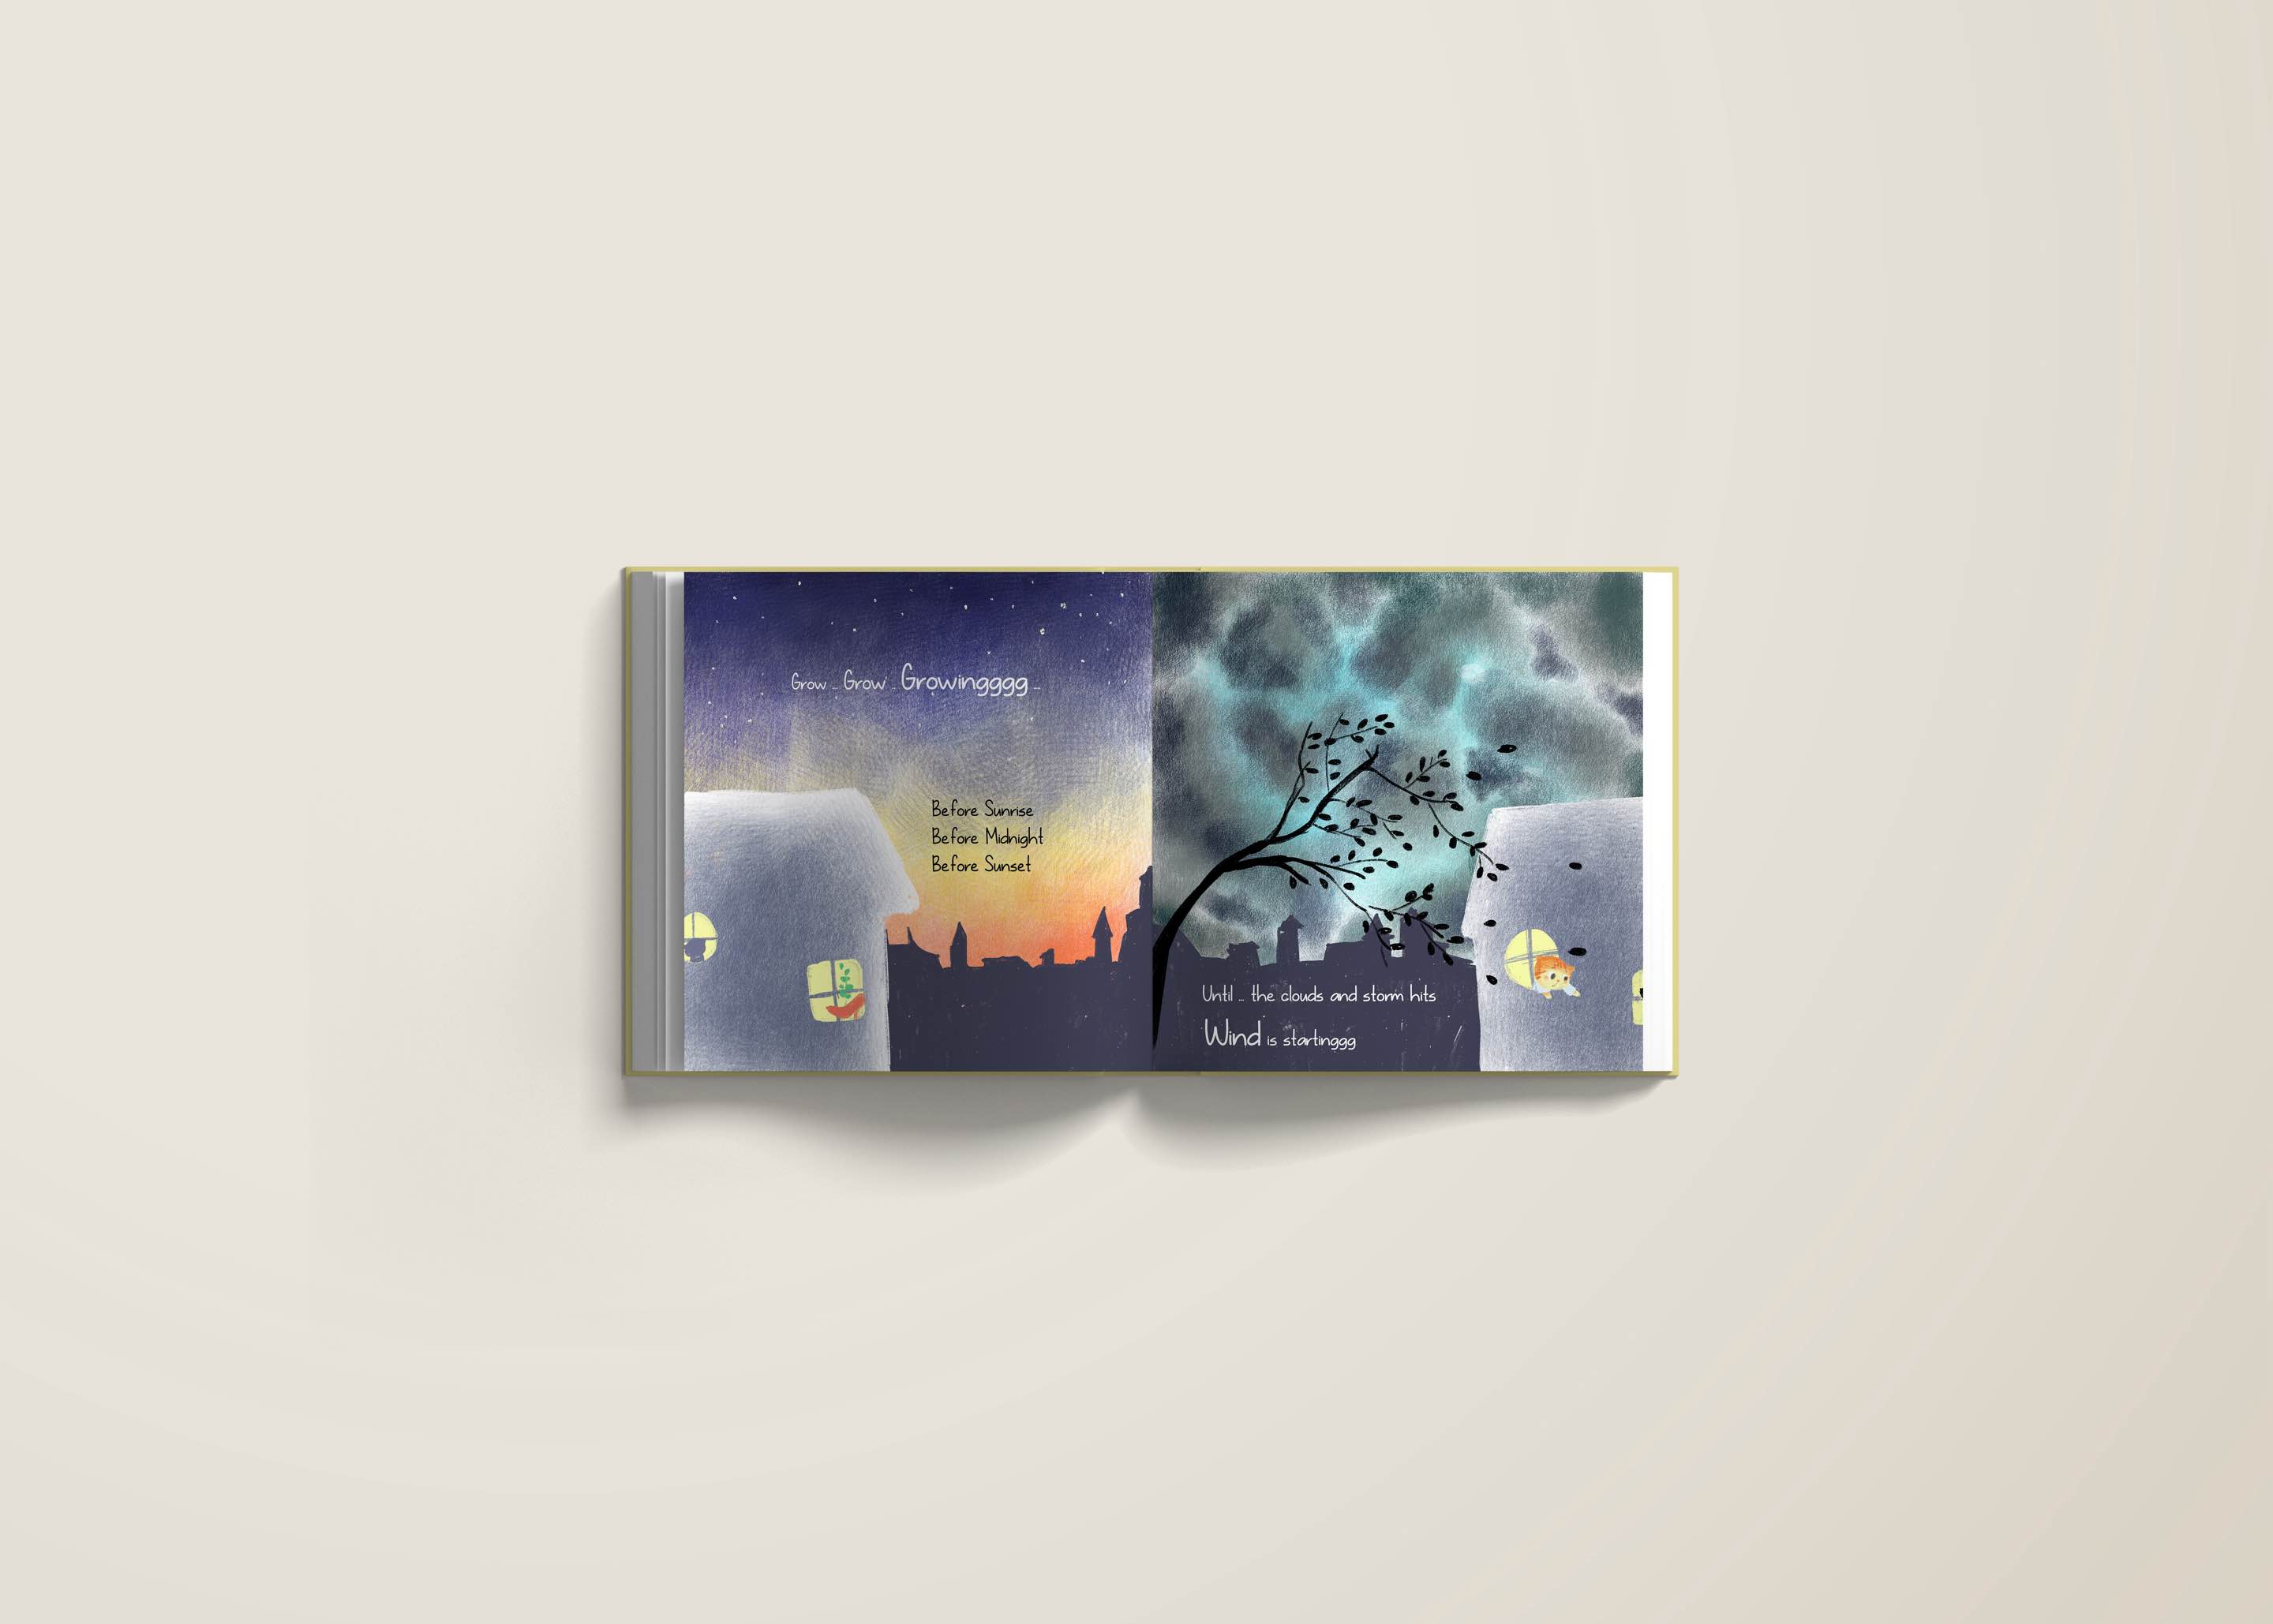 Grow ... Grow ... Growingggg ...
Before Sunrise
Before Midnight
Before Sunset
Until ... the clouds and storm hits
Wind is startinggg